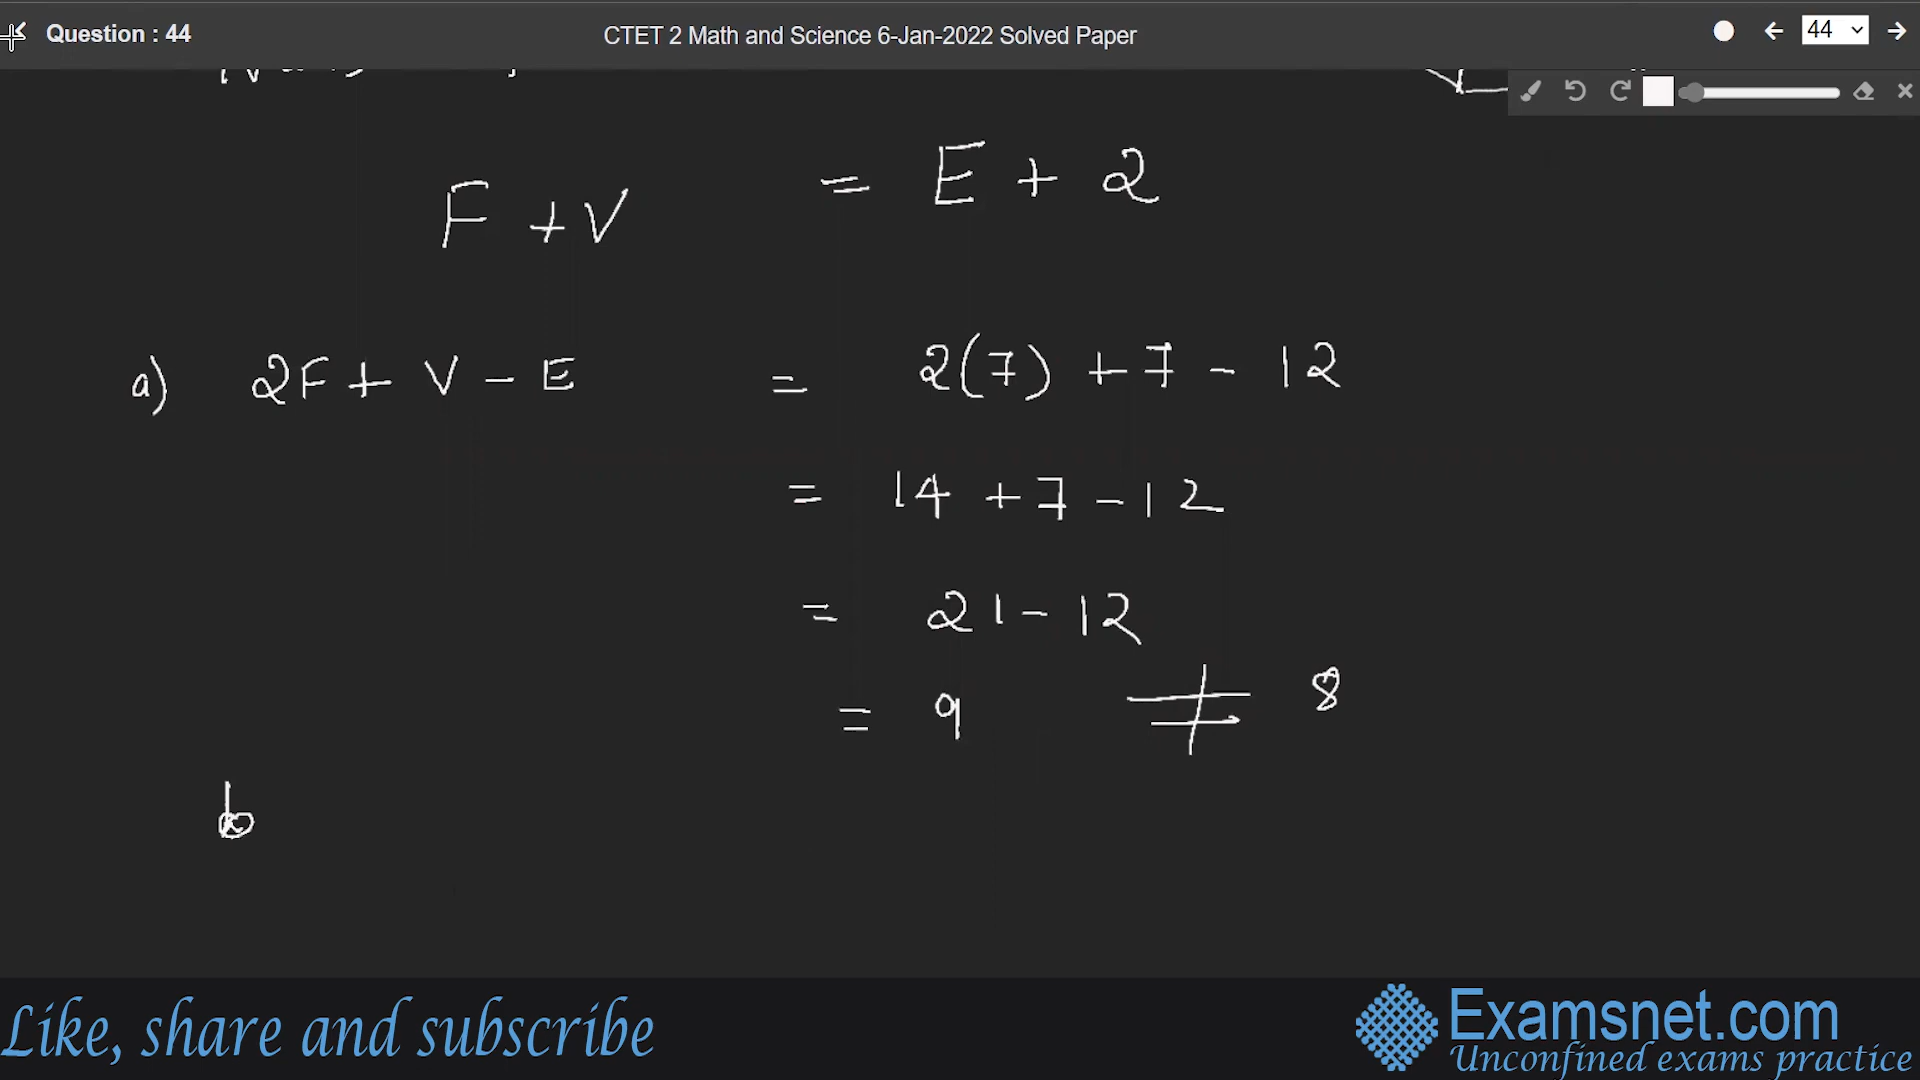 Question : 44
CTET 2 Math and Science 6-Jan-2022 Solved Paper
44
F + V = E + 2
a) 2F + V - E = 2(7) + 7 - 12
= 14 + 7 - 12
= 21 - 12
= 9 ≠ 8
b
Like, share and subscribe
Examsnet.com
Unconfined exams practice